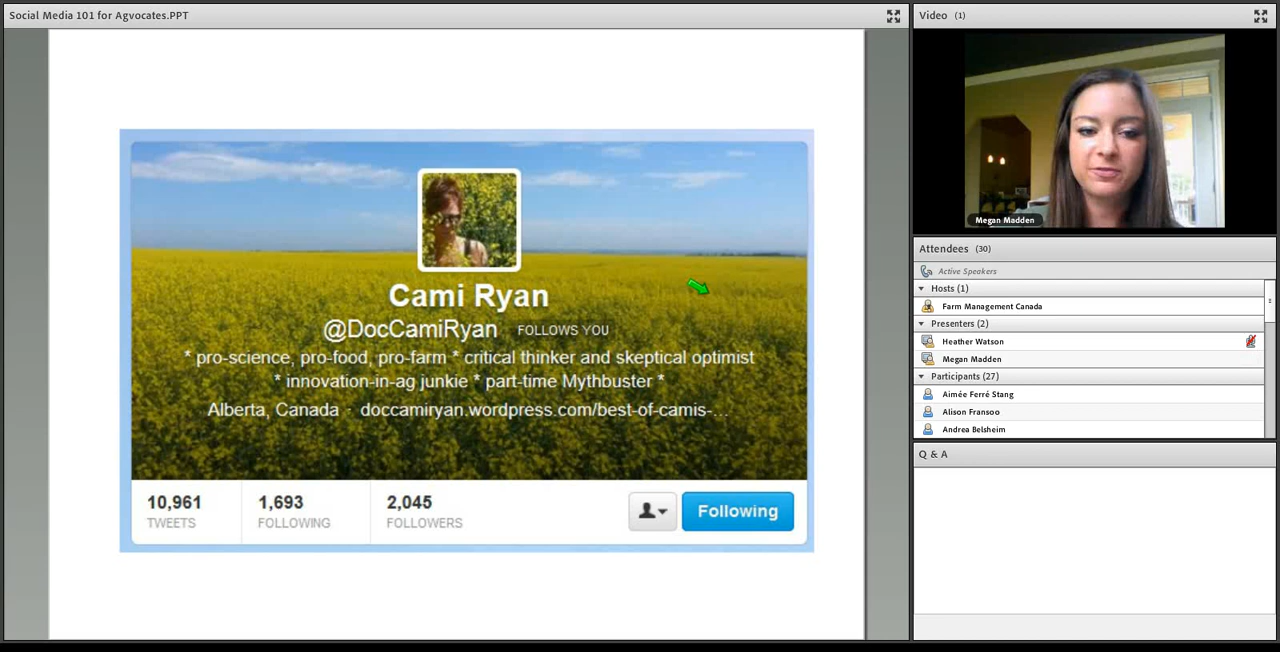 Social Media 101 for Agvocates.PPT
Cami Ryan
@DocCamiRyan FOLLOWS YOU
* pro-science, pro-food, pro-farm * critical thinker and skeptical optimist
* innovation-in-ag junkie * part-time Mythbuster *
Alberta, Canada · doccamiryan.wordpress.com/best-of-camis-...
10,961
TWEETS
1,693
FOLLOWING
2,045
FOLLOWERS
Following
Video (1)
Megan Madden
Attendees (30)
Active Speakers
Hosts (1)
Farm Management Canada
Presenters (2)
Heather Watson
Megan Madden
Participants (27)
Aimée Ferré Stang
Alison Fransoo
Andrea Belsheim
Q & A